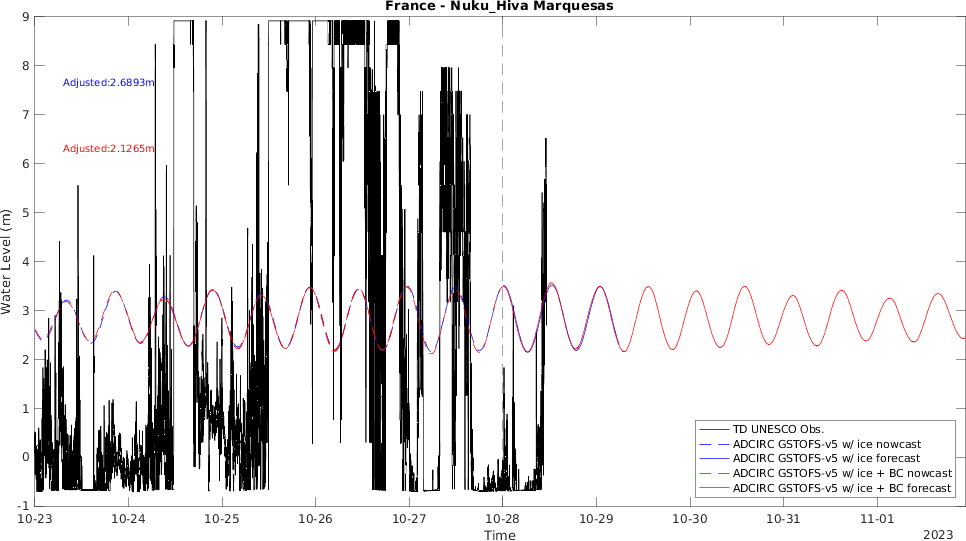 France - Nuku_Hiva Marquesas
9
8
7
6
5
4
3
2
1
0
-1
Water Level (m)
Adjusted:2.6893m
Adjusted:2.1265m
TD UNESCO Obs.
ADCIRC GSTOFS-v5 w/ ice nowcast
ADCIRC GSTOFS-v5 w/ ice forecast
ADCIRC GSTOFS-v5 w/ ice + BC nowcast
ADCIRC GSTOFS-v5 w/ ice + BC forecast
10-23 10-24 10-25 10-26 10-27 10-28 10-29 10-30 10-31 11-01
Time
2023